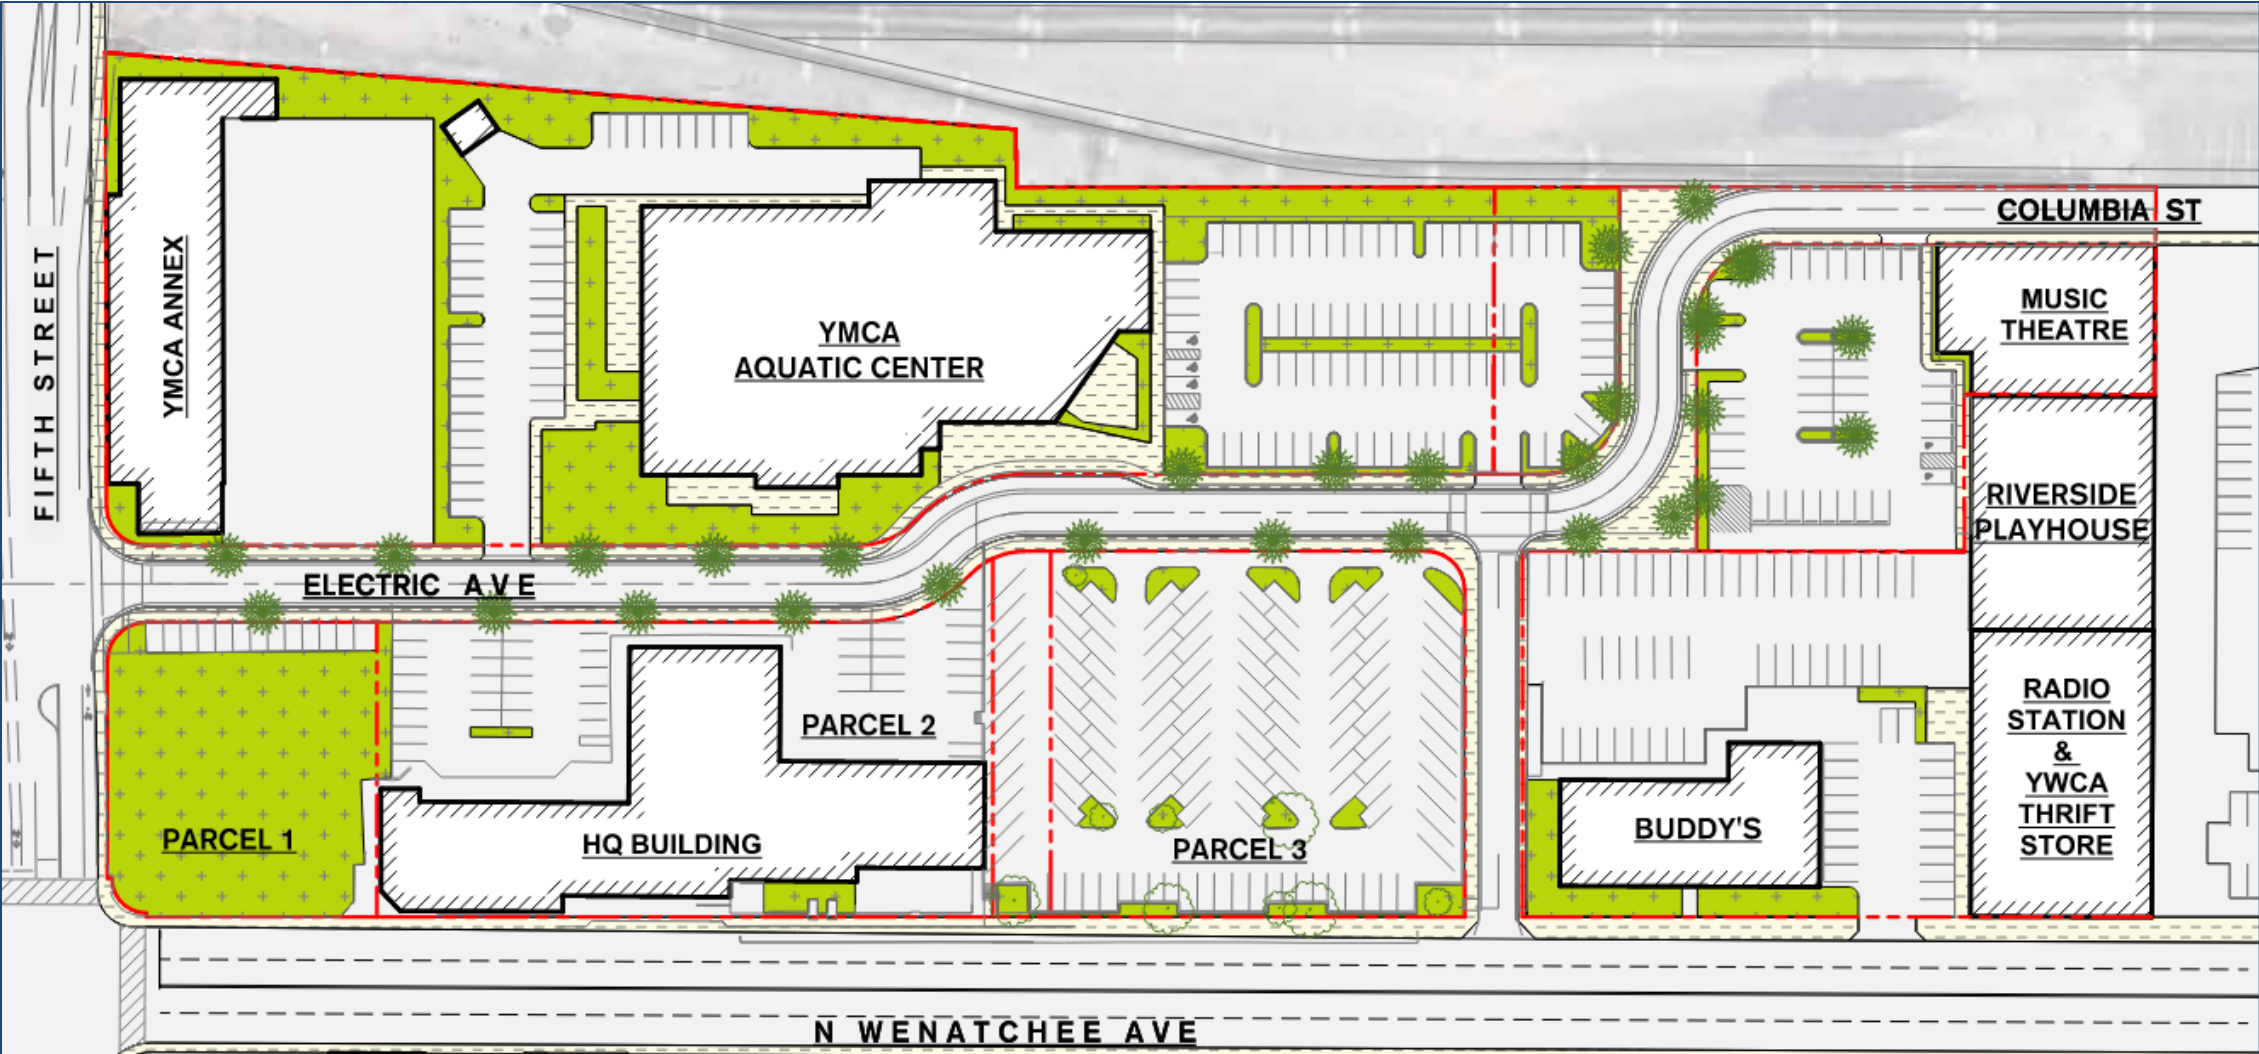 COLUMBIA ST
FIFTH STREET
YMCA ANNEX
YMCA
AQUATIC CENTER
MUSIC
THEATRE
RIVERSIDE
PLAYHOUSE
ELECTRIC AVE
PARCEL 1
PARCEL 2
HQ BUILDING
PARCEL 3
BUDDY'S
RADIO
STATION
&
YWCA
THRIFT
STORE
N WENATCHEE AVE